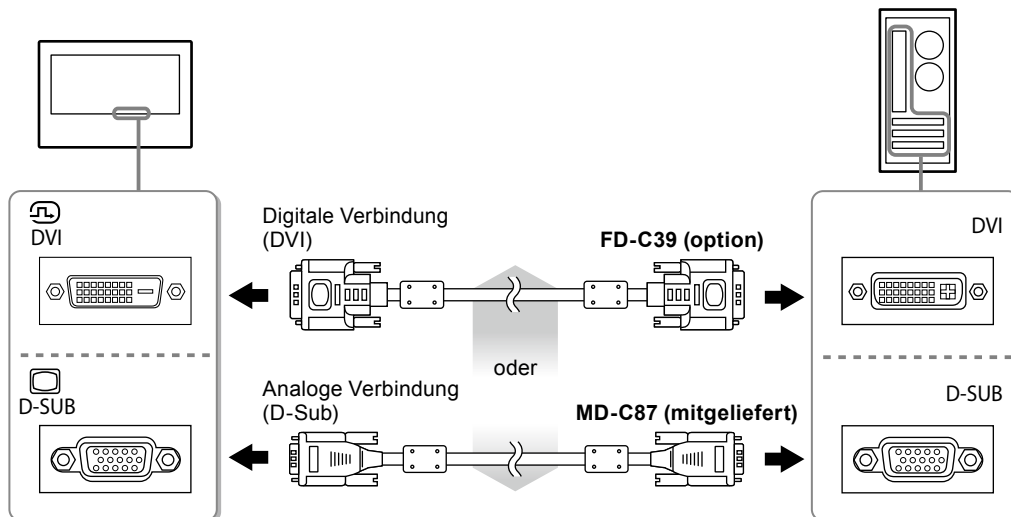 DVI
Digitale Verbindung
(DVI)
FD-C39 (option)
DVI
oder
D-SUB
Analoge Verbindung
(D-Sub)
MD-C87 (mitgeliefert)
D-SUB